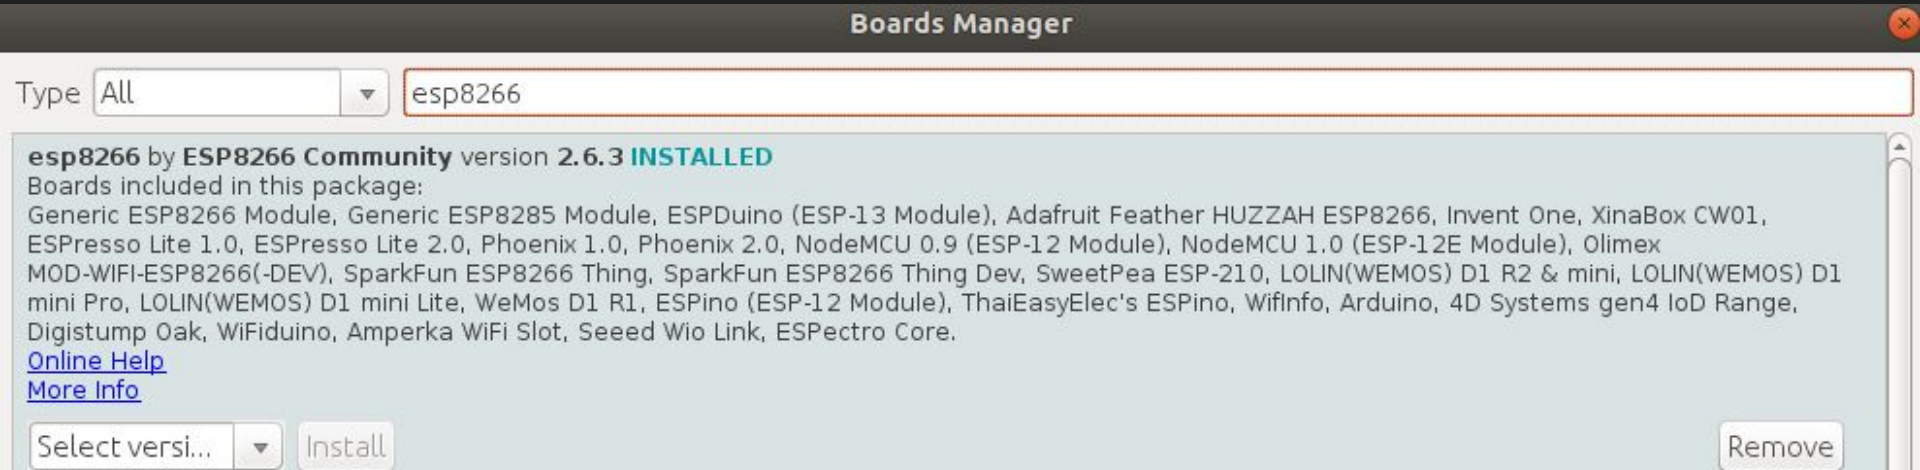 Boards Manager
Type All esp8266
esp8266 by ESP8266 Community version 2.6.3 INSTALLED
Boards included in this package:
Generic ESP8266 Module, Generic ESP8285 Module, ESPDuino (ESP-13 Module), Adafruit Feather HUZZAH ESP8266, Invent One, XinaBox CW01,
ESPresso Lite 1.0, ESPresso Lite 2.0, Phoenix 1.0, Phoenix 2.0, NodeMCU 0.9 (ESP-12 Module), NodeMCU 1.0 (ESP-12E Module), Olimex
MOD-WIFI-ESP8266(-DEV), SparkFun ESP8266 Thing, SparkFun ESP8266 Thing Dev, SweetPea ESP-210, LOLIN(WEMOS) D1 R2 & mini, LOLIN(WEMOS) D1
mini Pro, LOLIN(WEMOS) D1 mini Lite, WeMos D1 R1, ESPino (ESP-12 Module), ThaiEasyElec's ESPino, WifInfo, Arduino, 4D Systems gen4 IoD Range,
Digistump Oak, WiFiduino, Amperka WiFi Slot, Seeed Wio Link, ESPectro Core.
Online Help
More Info
Select versi... Install Remove